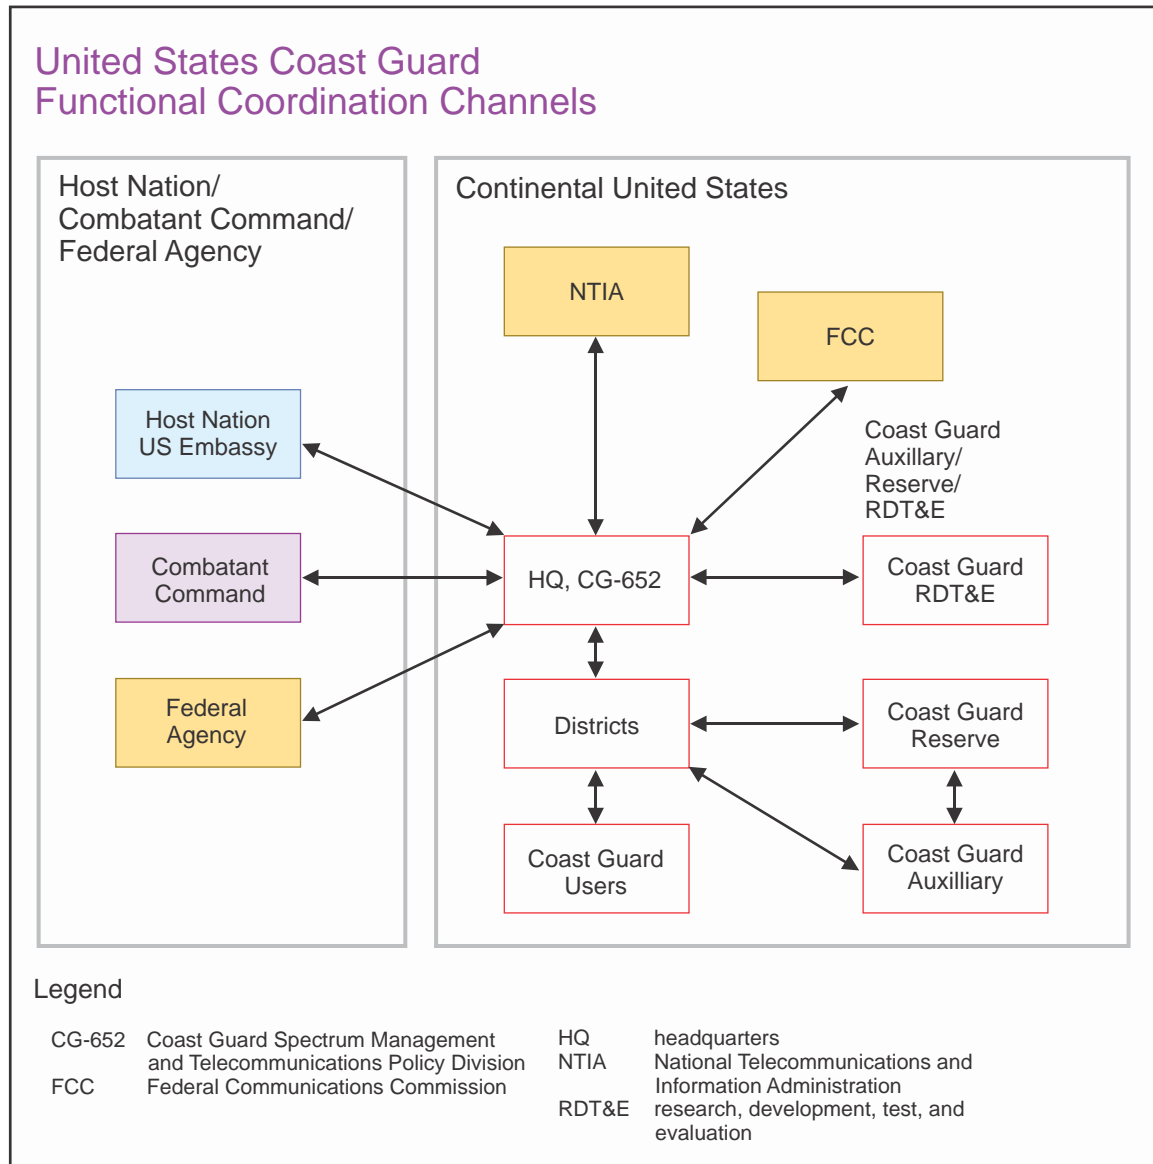 United States Coast Guard
Functional Coordination Channels
Host Nation/
Combatant Command/
Federal Agency
Host Nation
US Embassy
Combatant
Command
Federal
Agency
Continental United States
NTIA
FCC
Coast Guard
Auxillary/
Reserve/
RDT&E
HQ, CG-652
Coast Guard
RDT&E
Districts
Coast Guard
Reserve
Coast Guard
Users
Coast Guard
Auxilliary
Legend
CG-652 Coast Guard Spectrum Management
and Telecommunications Policy Division
FCC Federal Communications Commission
HQ headquarters
NTIA National Telecommunications and
Information Administration
RDT&E research, development, test, and
evaluation